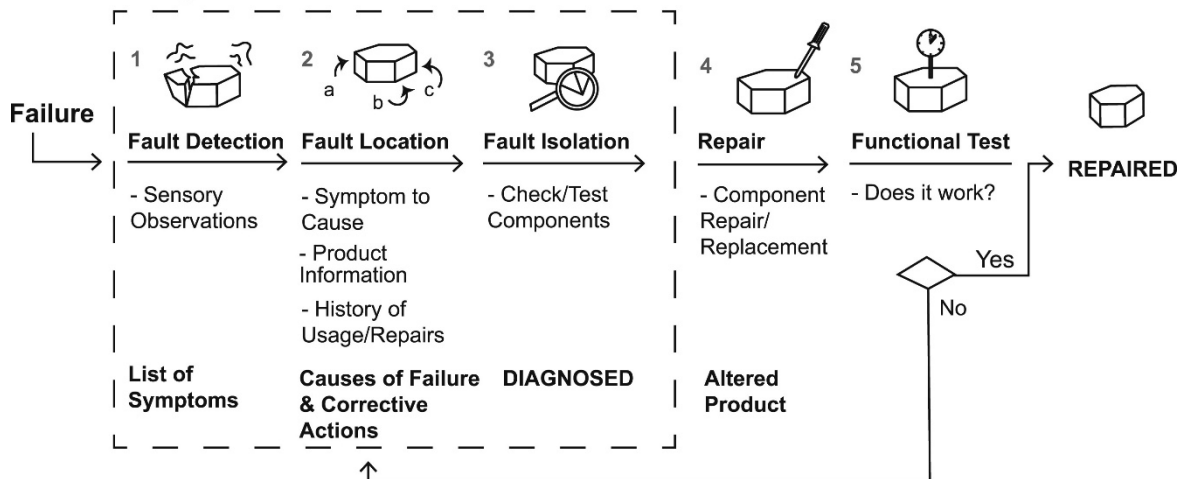 1
2
3
4
5
a
b
c
Failure
Fault Detection
Fault Location
Fault Isolation
Repair
Functional Test
REPAIRED
- Sensory
Observations
- Symptom to
Cause
- Product
Information
- History of
Usage/Repairs
- Check/Test
Components
- Component
Repair/
Replacement
- Does it work?
Yes
No
List of
Symptoms
Causes of Failure
& Corrective
Actions
DIAGNOSED
Altered
Product